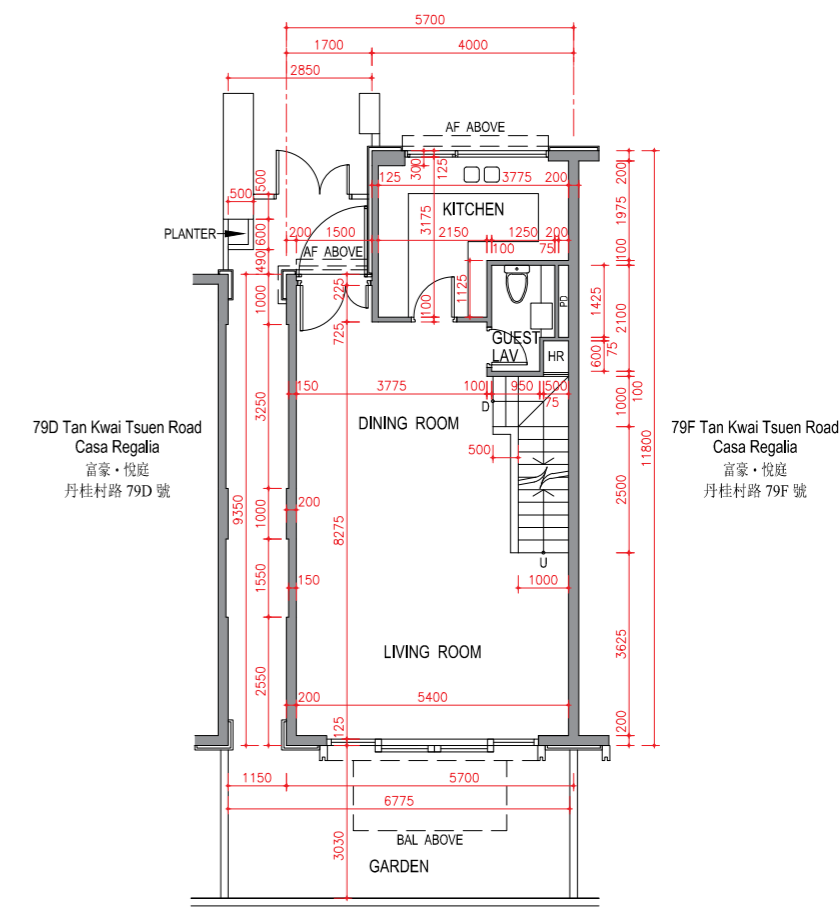 5700
1700
4000
2850
AF ABOVE
125
300
125
3775
200
200
500
500
KITCHEN
3175
1975
PLANTER
600
200
1500
2150
1250
200
100
75
AF ABOVE
490
100
225
1125
1000
100
PD
1425
2100
725
GUEST
LAV
HR
600
75
150
3775
100
950
500
75
100
D
1000
3250
DINING ROOM
79D Tan Kwai Tsuen Road
Casa Regalia
富豪・悅庭
丹桂村路 79D 號
79F Tan Kwai Tsuen Road
Casa Regalia
富豪・悅庭
丹桂村路 79F 號
500
11800
9350
1000
200
8275
2500
U
1550
150
1000
LIVING ROOM
3625
2550
200
5400
125
200
1150
5700
6775
BAL ABOVE
3030
GARDEN